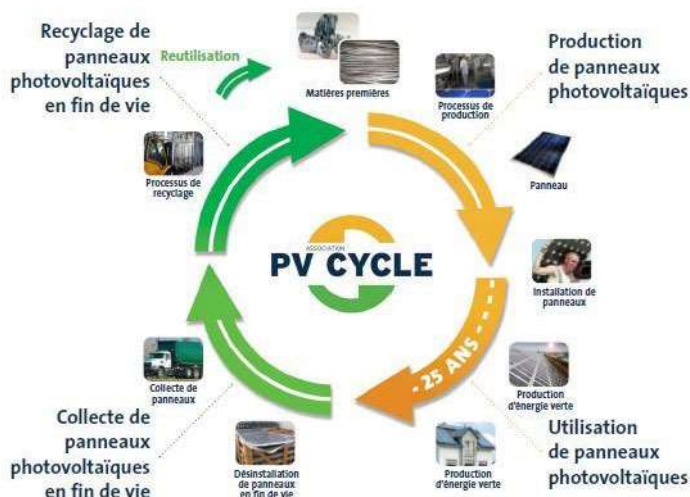 Recyclage de
panneaux
photovoltaïques
en fin de vie
Reutilisation
Matières premières
Processus de
production
Production
de panneaux
photovoltaïques
Processus de
recyclage
Panneau
ASSOCIATION
PV CYCLE
Installation de
panneaux
25 ANS
Collecte de
panneaux
Production
d'énergie verte
Collecte de
panneaux
photovoltaïques
en fin de vie
Désinstallation
de panneaux
en fin de vie
Production
d'énergie verte
Utilisation
de panneaux
photovoltaïques